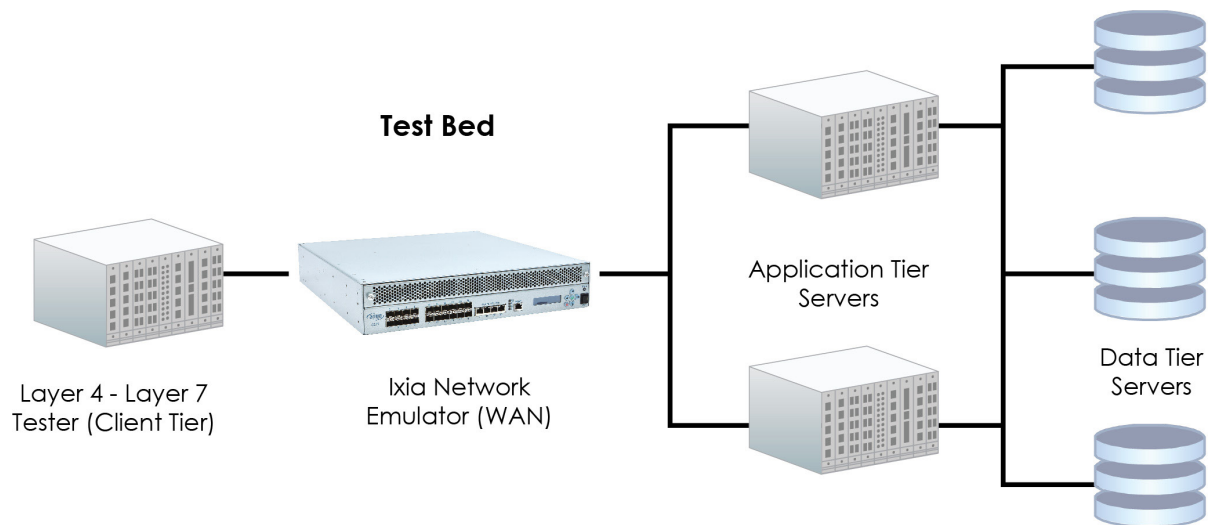 Test Bed
Layer 4 - Layer 7
Tester (Client Tier)
Ixia Network
Emulator (WAN)
Application Tier
Servers
Data Tier
Servers